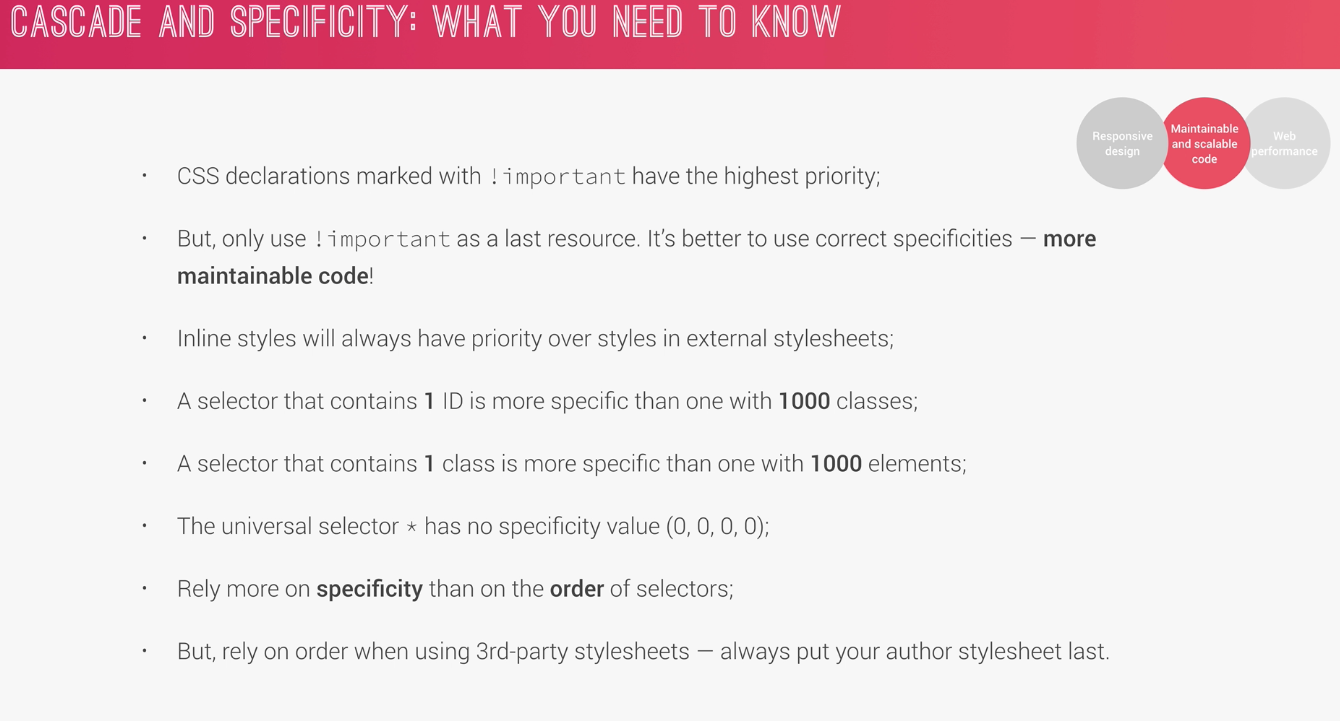 CASCADE AND SPECIFICITY: WHAT YOU NEED TO KNOW
Responsive
design
Maintainable
and scalable
code
Web
performance
• CSS declarations marked with !important have the highest priority;
• But, only use !important as a last resource. It’s better to use correct specificities — more
maintainable code!
• Inline styles will always have priority over styles in external stylesheets;
• A selector that contains 1 ID is more specific than one with 1000 classes;
• A selector that contains 1 class is more specific than one with 1000 elements;
• The universal selector * has no specificity value (0, 0, 0, 0);
• Rely more on specificity than on the order of selectors;
• But, rely on order when using 3rd-party stylesheets — always put your author stylesheet last.